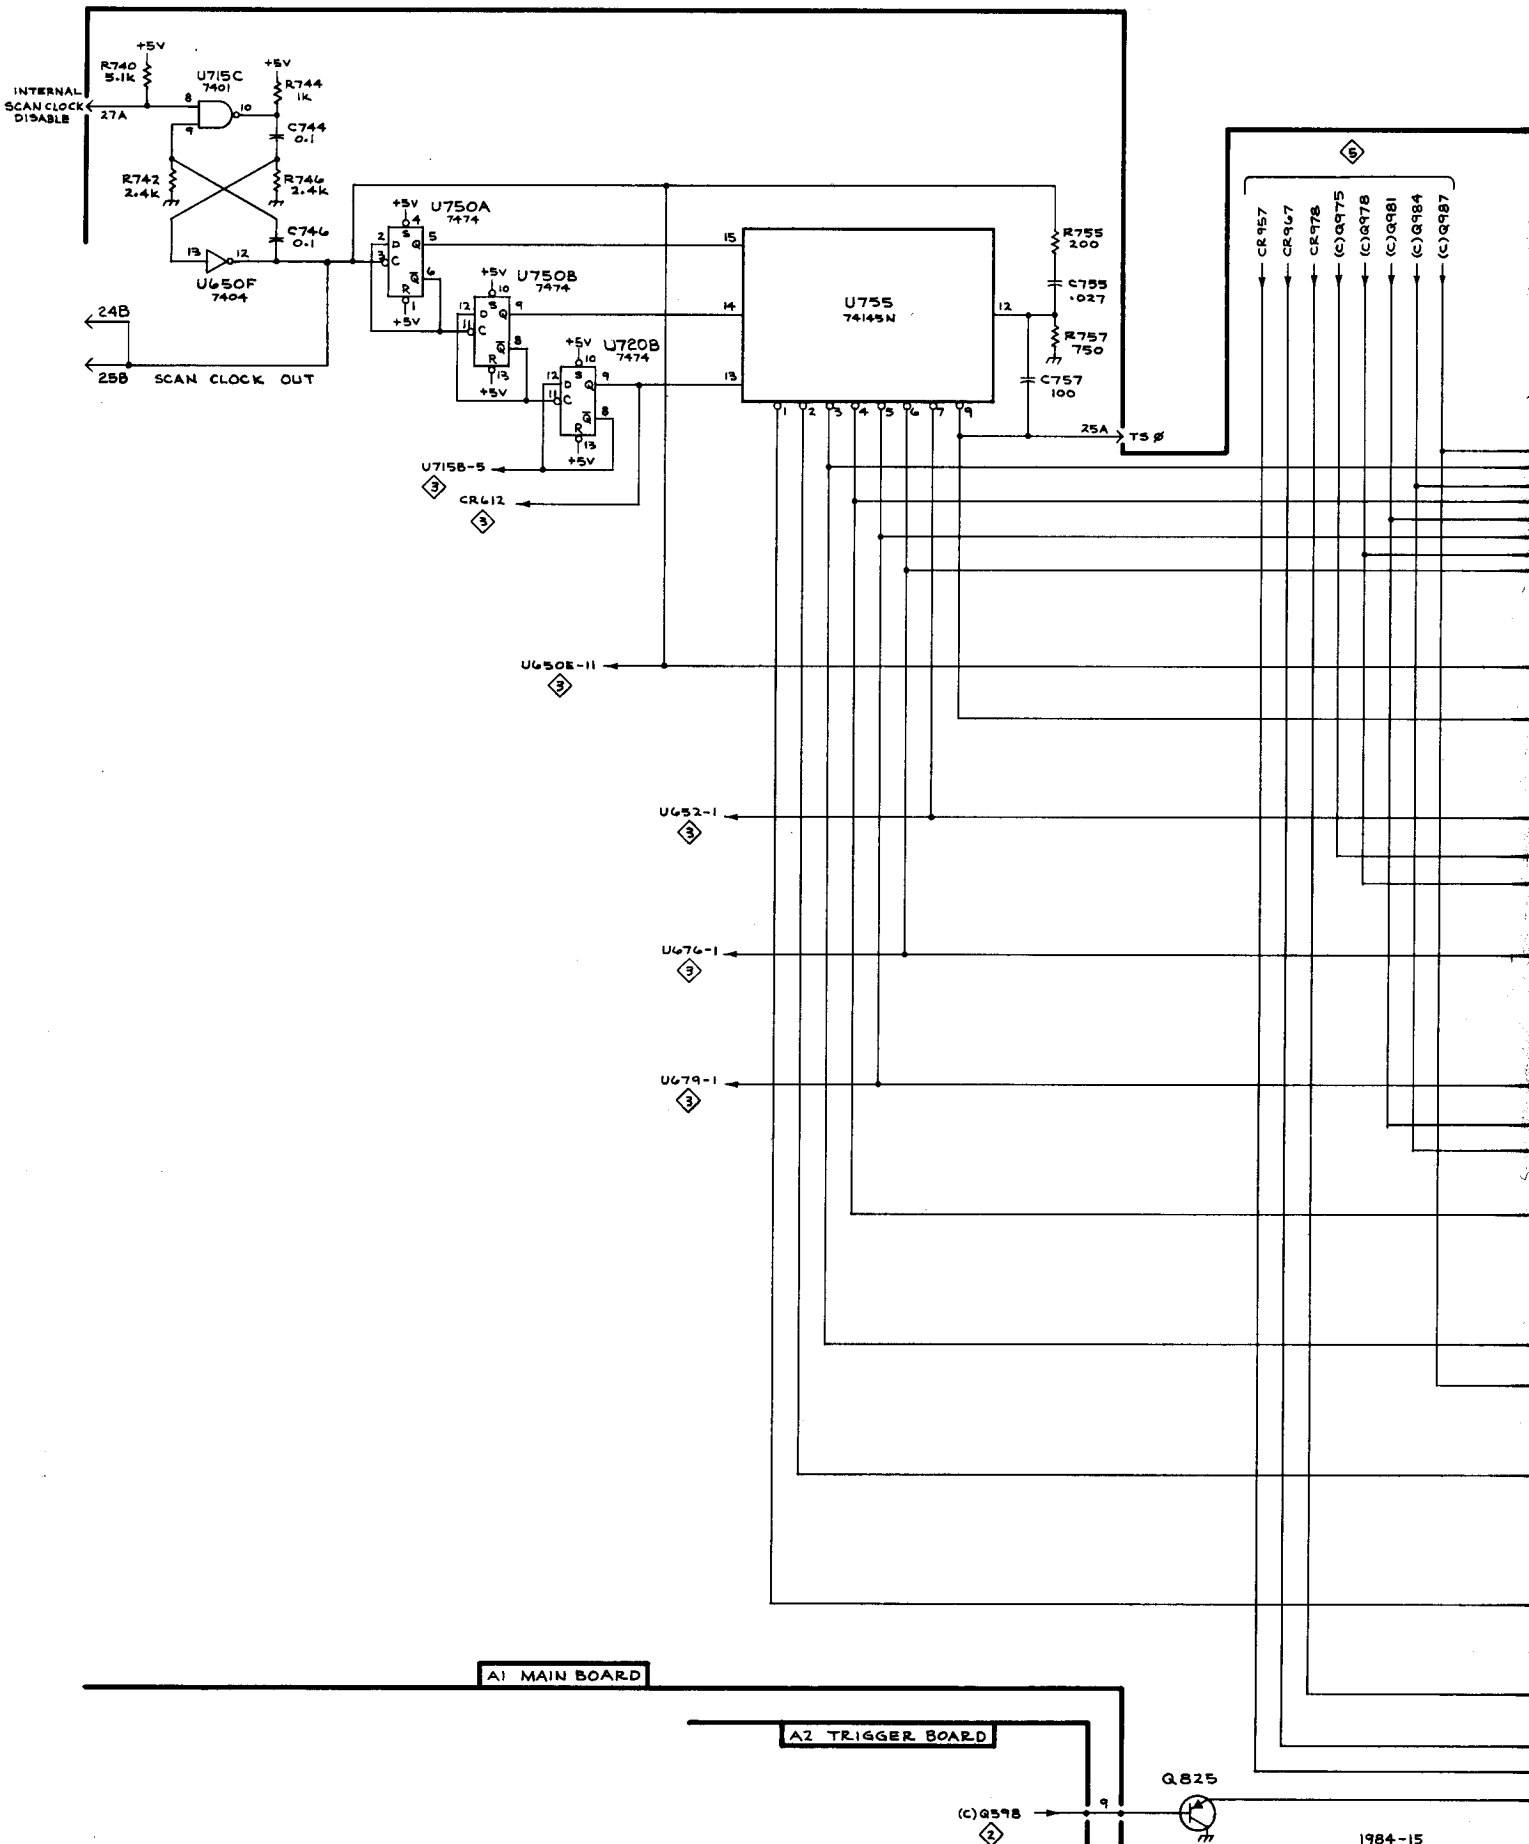 +5V
R740
5.1K
U715C
7401
+5V
R744
1K
INTERNAL
SCAN CLOCK
DISABLE
27A
8
9
10
C744
0.1
R742
2.4K
R746
2.4K
C746
0.1
13
12
U650F
7404
24B
25B
SCAN CLOCK OUT
+5V
4
U750A
7474
2
D
S
Q
5
3
C
Q
6
R
1
+5V
+5V
10
U750B
7474
12
D
S
Q
9
11
C
Q
8
R
13
+5V
+5V
10
U720B
7474
12
D
S
Q
9
11
C
Q
8
R
13
+5V
U715B-5
3
CR612
3
15
14
13
U755
74145N
12
1
2
3
4
5
6
7
9
R755
200
C755
.027
R757
750
C757
100
25A
TS Ø
5
CR957
CR967
CR978
(C)Q975
(C)Q978
(C)Q981
(C)Q984
(C)Q987
U650E-11
3
U652-1
3
U676-1
3
U679-1
3
A1 MAIN BOARD
A2 TRIGGER BOARD
Q825
(C)Q598
2
9
1984-15